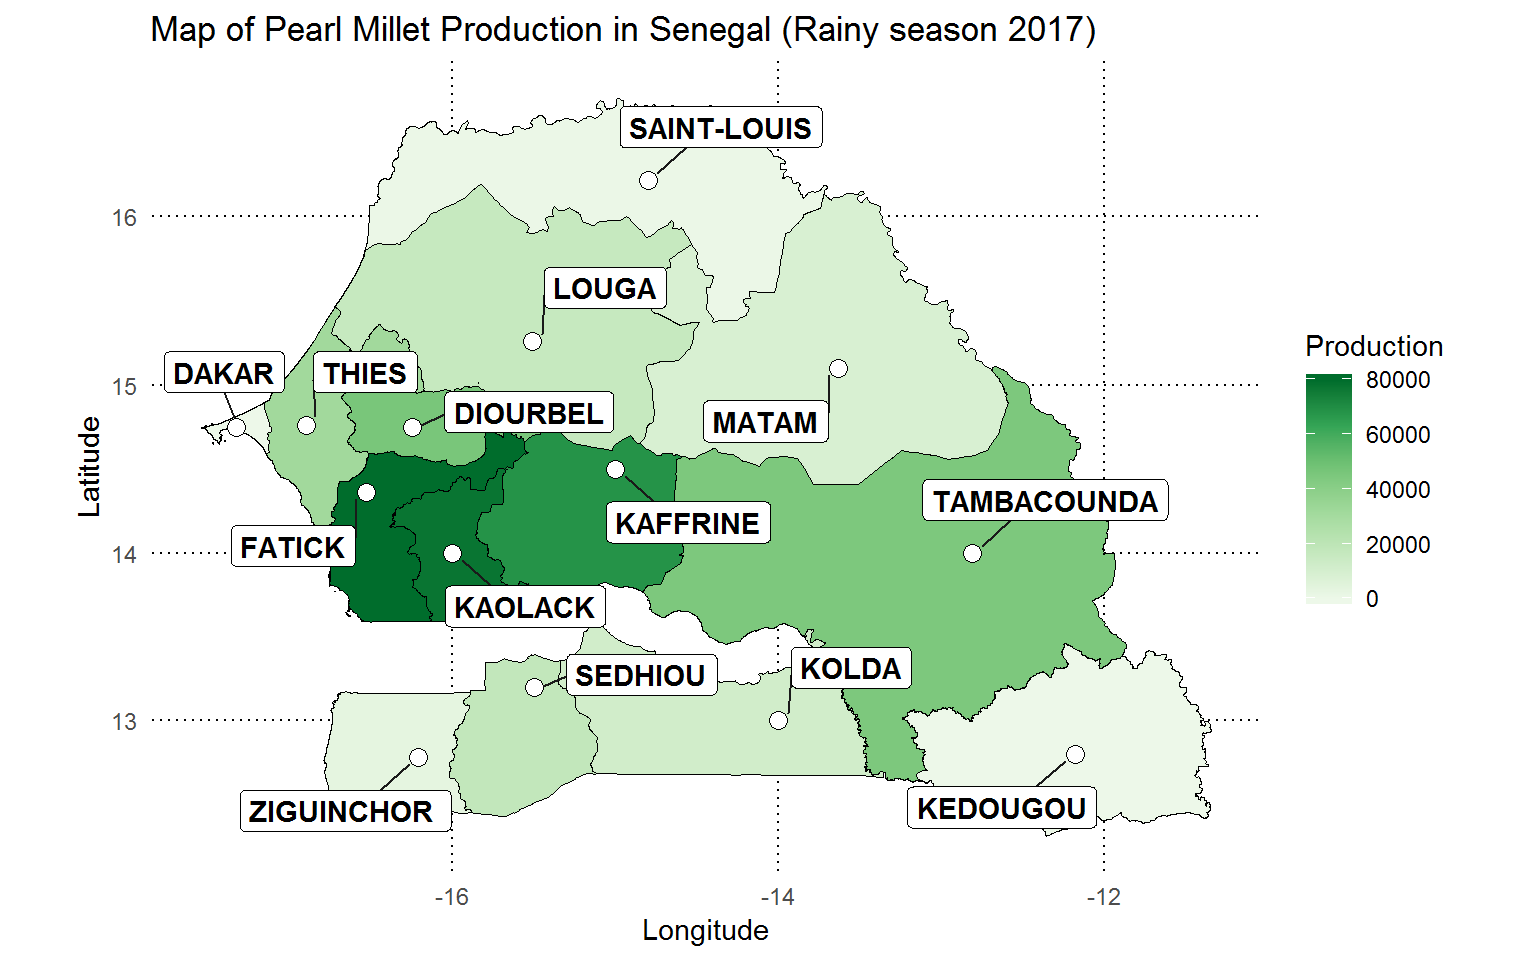 Map of Pearl Millet Production in Senegal (Rainy season 2017)
SAINT-LOUIS
16
LOUGA
Production
DAKAR
THIES
80000
15
DIOURBEL
MATAM
60000
Latitude
TAMBACOUNDA
40000
KAFFRINE
FATICK
20000
14
0
KAOLACK
KOLDA
SEDHIOU
13
KEDOUGOU
ZIGUINCHOR
-16
-14
-12
Longitude